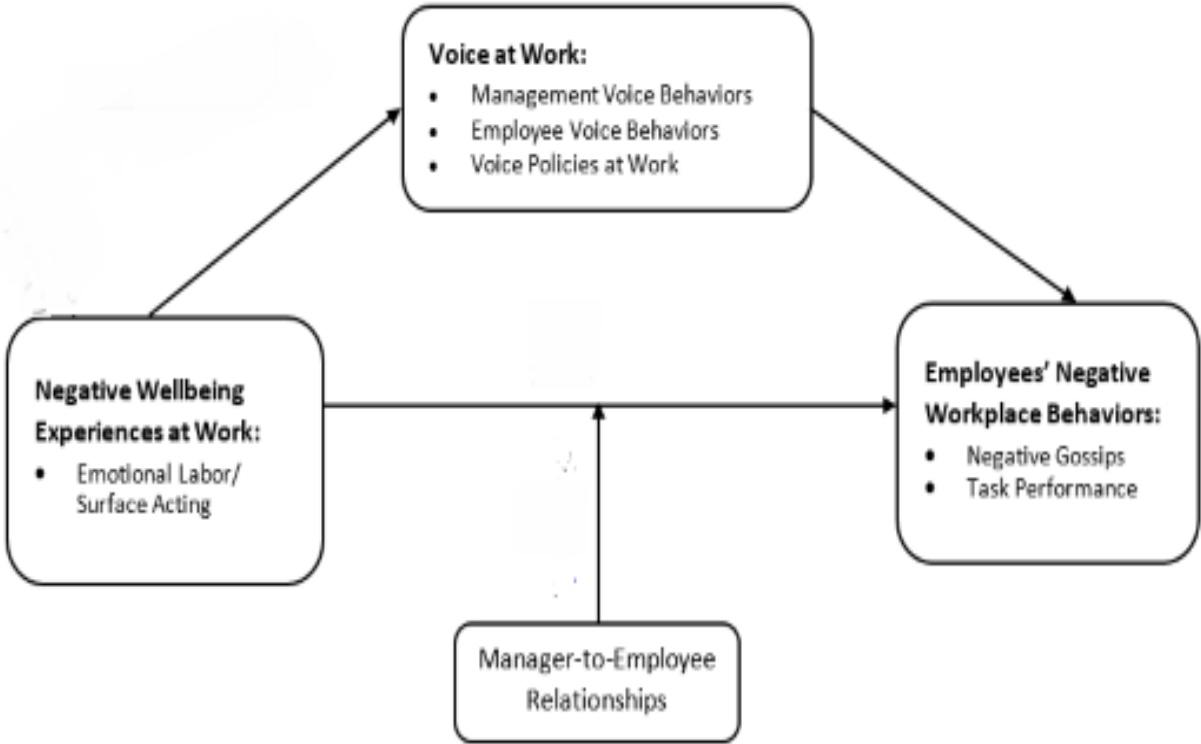 Voice at Work:
• Management Voice Behaviors
• Employee Voice Behaviors
• Voice Policies at Work
Negative Wellbeing
Experiences at Work:
• Emotional Labor/
Surface Acting
Employees' Negative
Workplace Behaviors:
• Negative Gossips
• Task Performance
Manager-to-Employee
Relationships